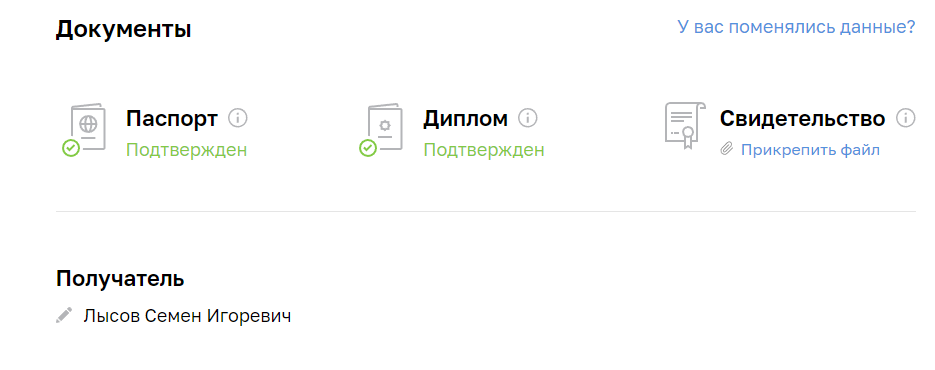 Документы
У вас поменялись данные?
Паспорт
Подтвержден
Диплом
Подтвержден
Свидетельство
Прикрепить файл
Получатель
Лысов Семен Игоревич